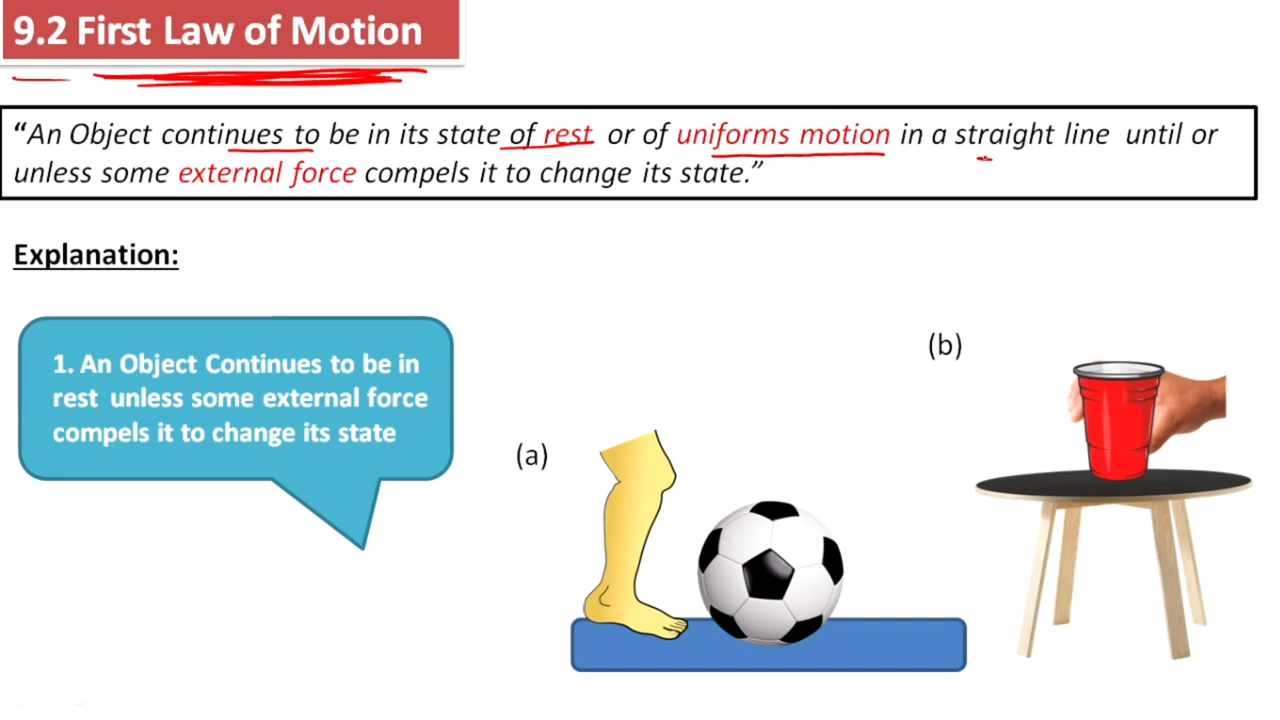 9.2 First Law of Motion
“An Object continues to be in its state of rest or of uniforms motion in a straight line until or
unless some external force compels it to change its state.”
Explanation:
1. An Object Continues to be in
rest unless some external force
compels it to change its state
(a)
(b)